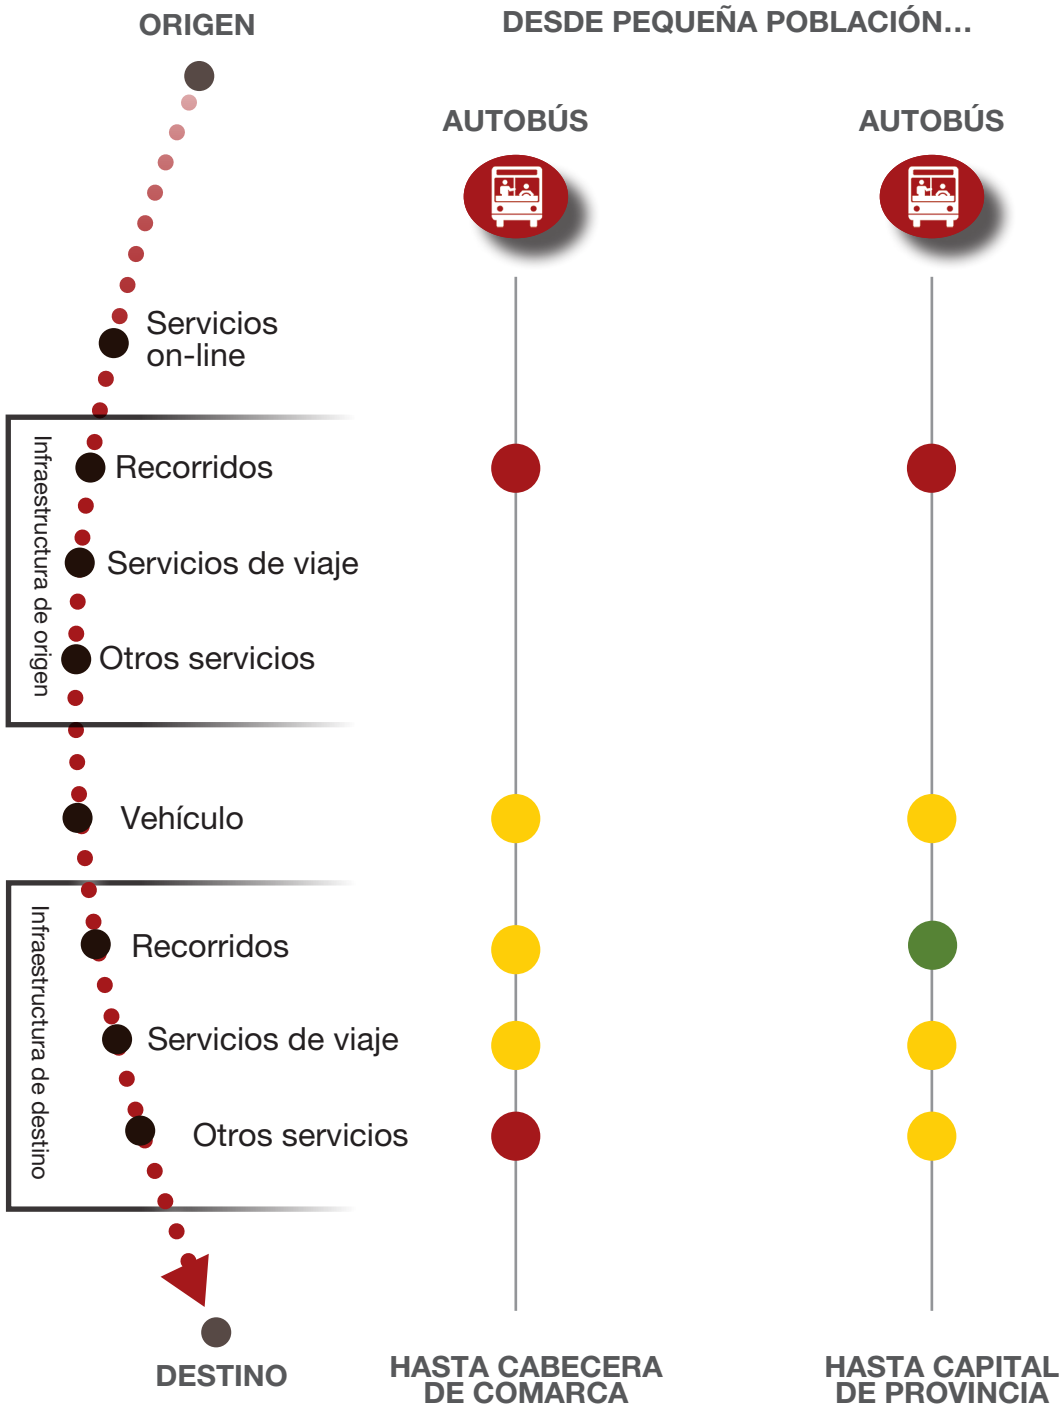 ORIGEN
DESDE PEQUEÑA POBLACIÓN...
AUTOBÚS
AUTOBÚS
Servicios
on-line
Infraestructura de origen
Recorridos
Servicios de viaje
Otros servicios
Vehículo
Infraestructura de destino
Recorridos
Servicios de viaje
Otros servicios
DESTINO
HASTA CABECERA
DE COMARCA
HASTA CAPITAL
DE PROVINCIA